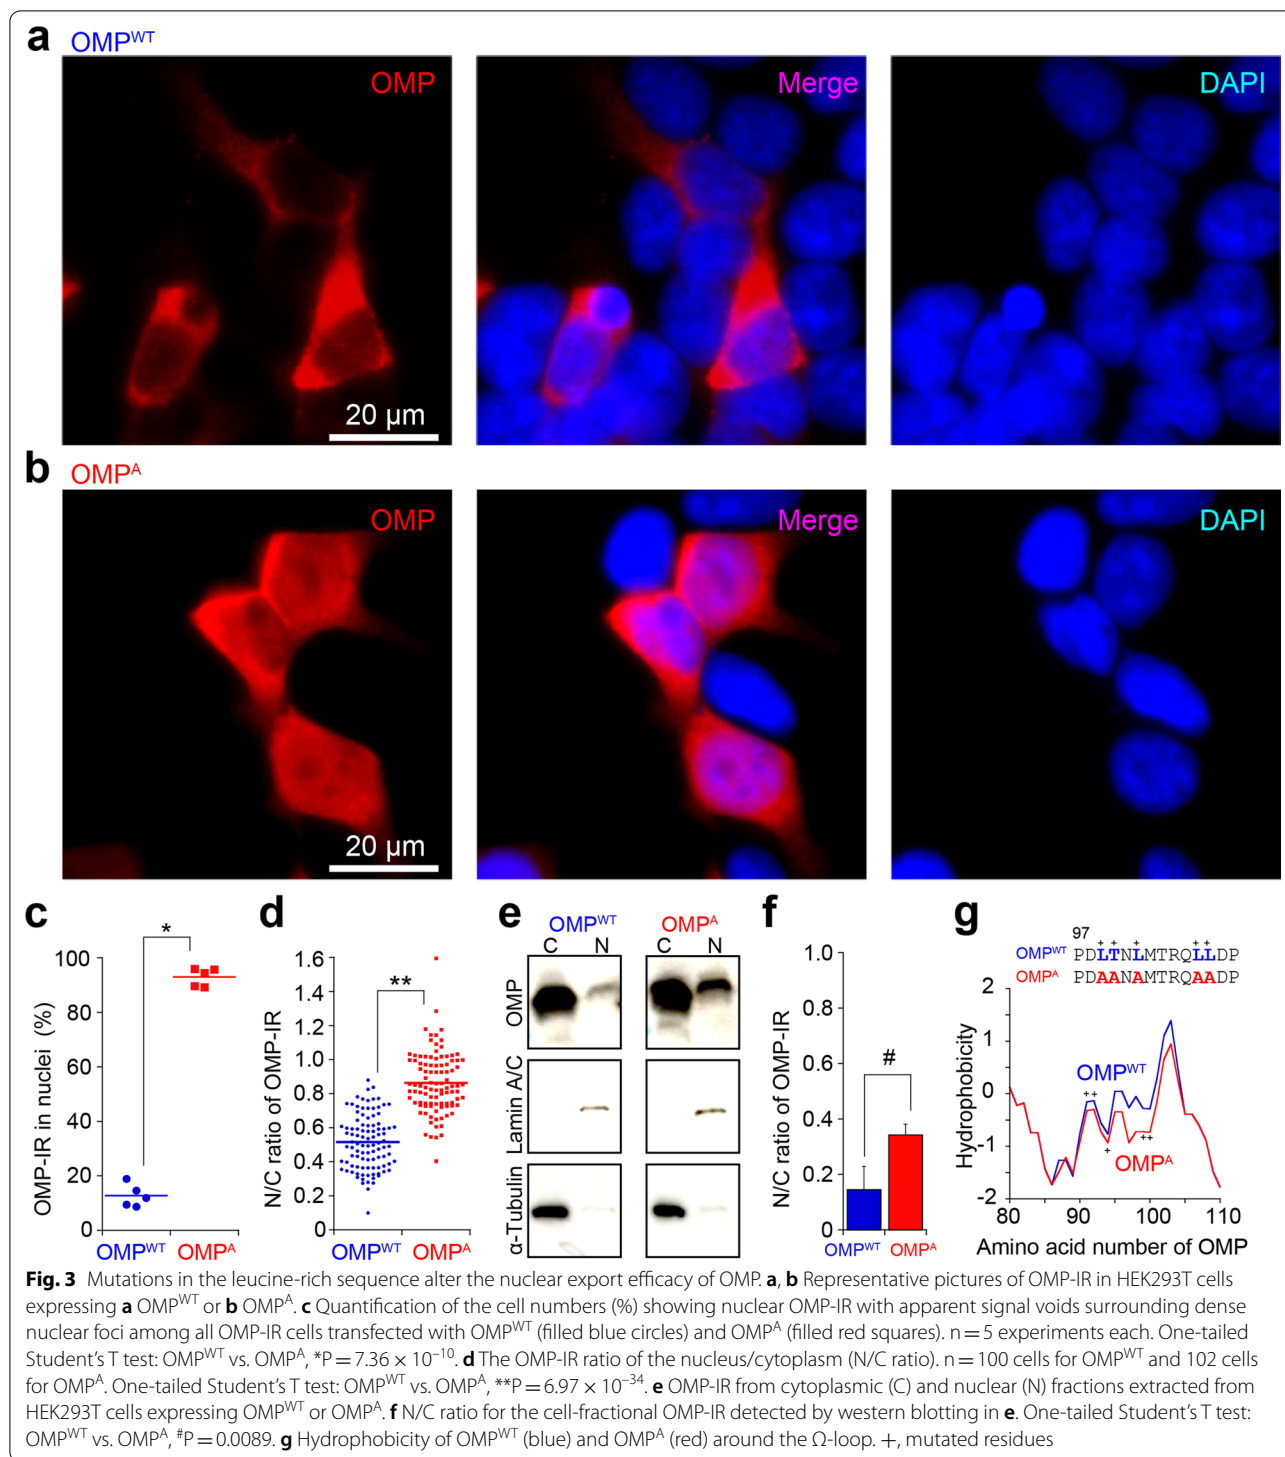 a
OMPWT
OMP
Merge
DAPI
20 µm
b
OMPA
OMP
Merge
DAPI
20 µm
c
OMP-IR in nuclei (%)
100
80
60
40
20
0
*
OMPWT OMPA
d
N/C ratio of OMP-IR
1.6
1.4
1.2
1.0
0.8
0.6
0.4
0.2
0
**
OMPWT OMPA
e
OMPWT OMPA
C N C N
OMP
Lamin A/C
α-Tubulin
f
N/C ratio of OMP-IR
1.0
0.8
0.6
0.4
0.2
0
#
OMPWT OMPA
g
97
+ + + + +
OMPWT PDLTNLMTRQLLDP
OMPA PDAANAMTRQAADP
Hydrophobicity
2
1
0
-1
-2
OMPWT
++
++
+
OMPA
80 90 100 110
Amino acid number of OMP
Fig. 3 Mutations in the leucine-rich sequence alter the nuclear export efficacy of OMP. a, b Representative pictures of OMP-IR in HEK293T cells
expressing a OMPWT or b OMPA. c Quantification of the cell numbers (%) showing nuclear OMP-IR with apparent signal voids surrounding dense
nuclear foci among all OMP-IR cells transfected with OMPWT (filled blue circles) and OMPA (filled red squares). n = 5 experiments each. One-tailed
Student's T test: OMPWT vs. OMPA, *P = 7.36 × 10–10. d The OMP-IR ratio of the nucleus/cytoplasm (N/C ratio). n = 100 cells for OMPWT and 102 cells
for OMPA. One-tailed Student's T test: OMPWT vs. OMPA, **P = 6.97 × 10–34. e OMP-IR from cytoplasmic (C) and nuclear (N) fractions extracted from
HEK293T cells expressing OMPWT or OMPA. f N/C ratio for the cell-fractional OMP-IR detected by western blotting in e. One-tailed Student's T test:
OMPWT vs. OMPA, #P = 0.0089. g Hydrophobicity of OMPWT (blue) and OMPA (red) around the Ω-loop. +, mutated residues